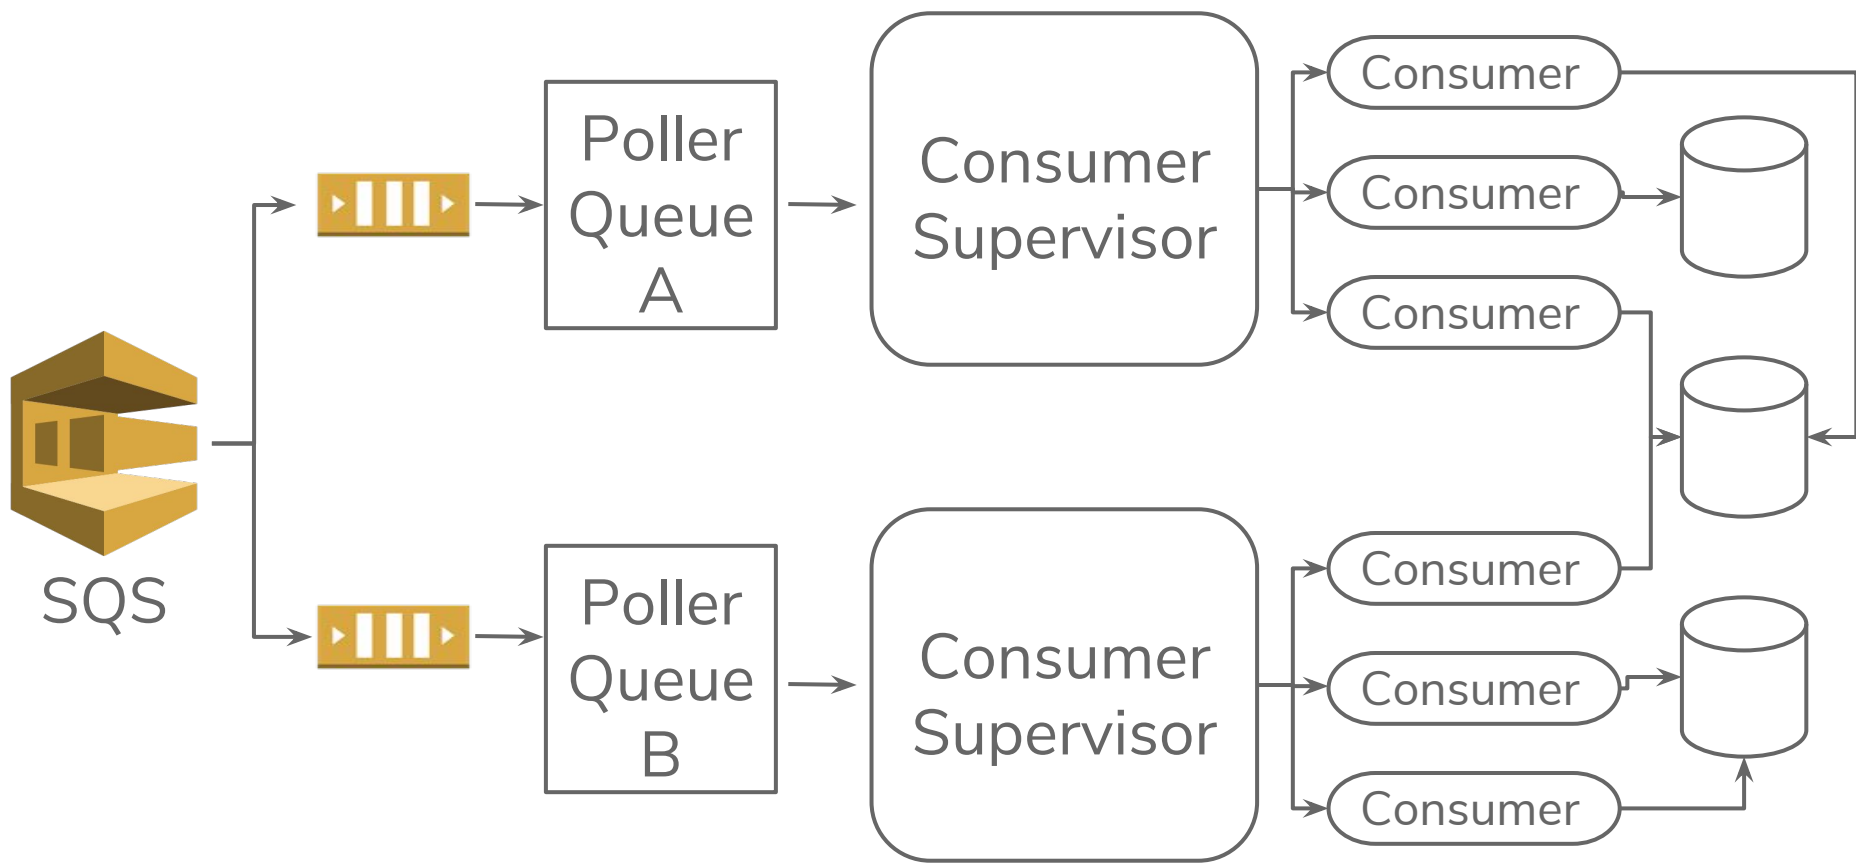 SQS
Poller
Queue
A
Consumer
Supervisor
Consumer
Consumer
Consumer
Poller
Queue
B
Consumer
Supervisor
Consumer
Consumer
Consumer